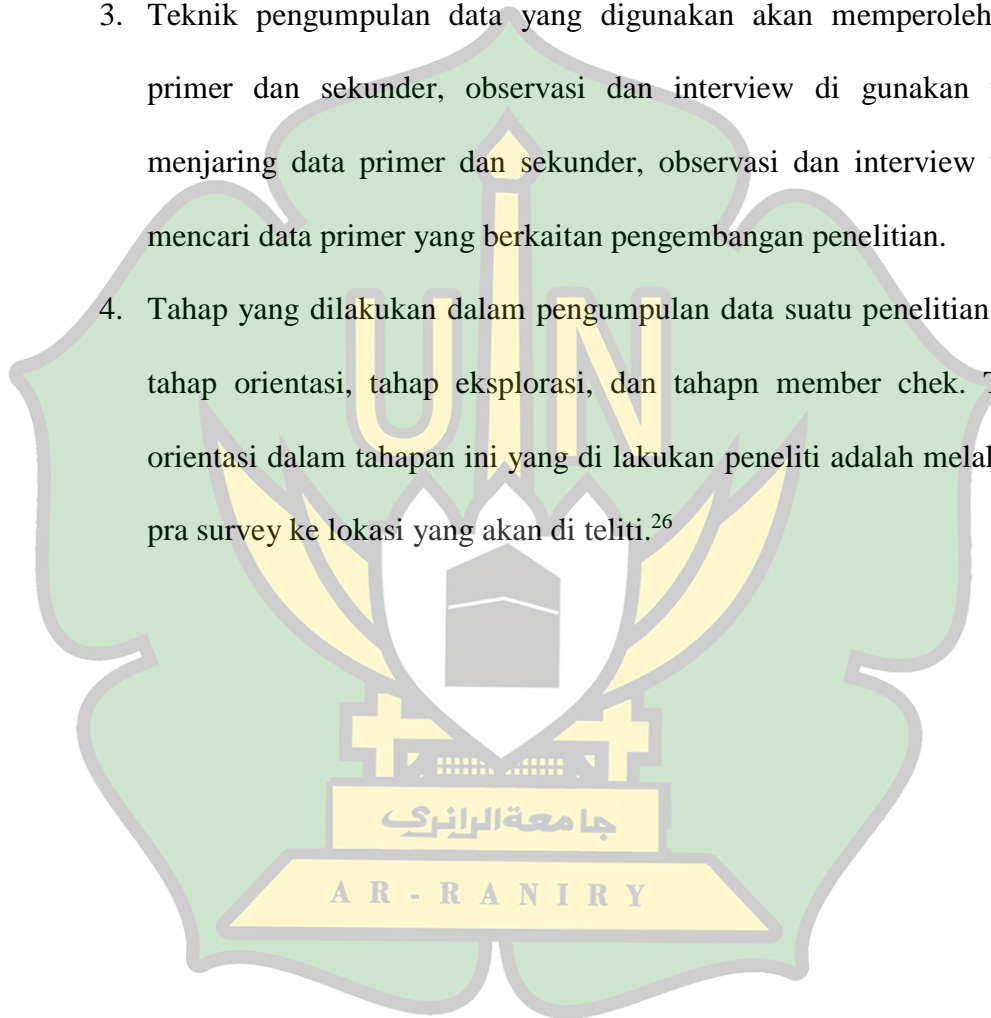 3. Teknik pengumpulan data yang digunakan akan memperoleh
primer dan sekunder, observasi dan interview di gunakan
menjaring data primer dan sekunder, observasi dan interview
mencari data primer yang berkaitan pengembangan penelitian.
4. Tahap yang dilakukan dalam pengumpulan data suatu penelitian
tahap orientasi, tahap eksplorasi, dan tahapn member chek.
orientasi dalam tahapan ini yang di lakukan peneliti adalah
pra survey ke lokasi yang akan di teliti.26
UIN
جامعة الرانري
AR-RANIRY